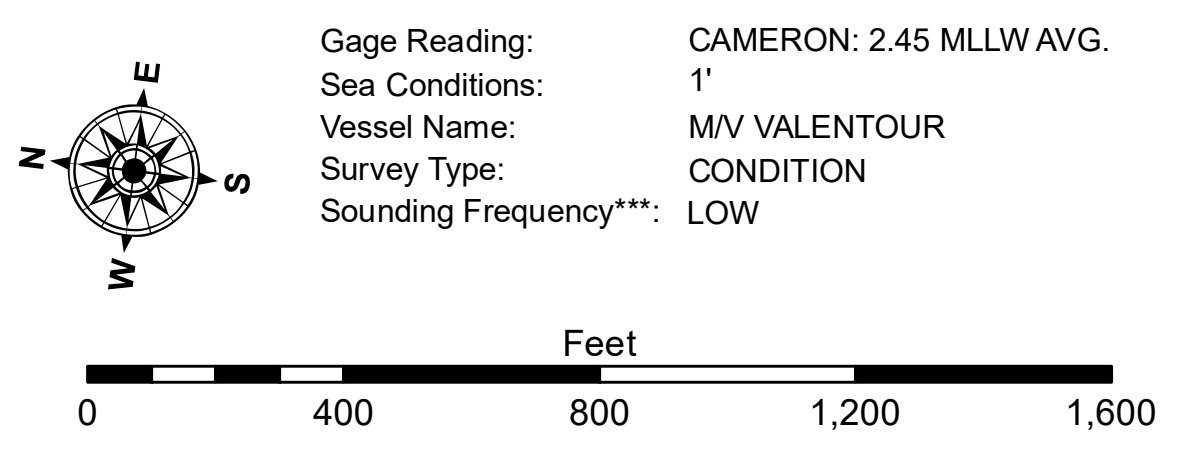 E
N
S
W
Gage Reading: CAMERON: 2.45 MLLW AVG.
Sea Conditions: 1'
Vessel Name: M/V VALENTOUR
Survey Type: CONDITION
Sounding Frequency***: LOW
Feet
0 400 800 1,200 1,600